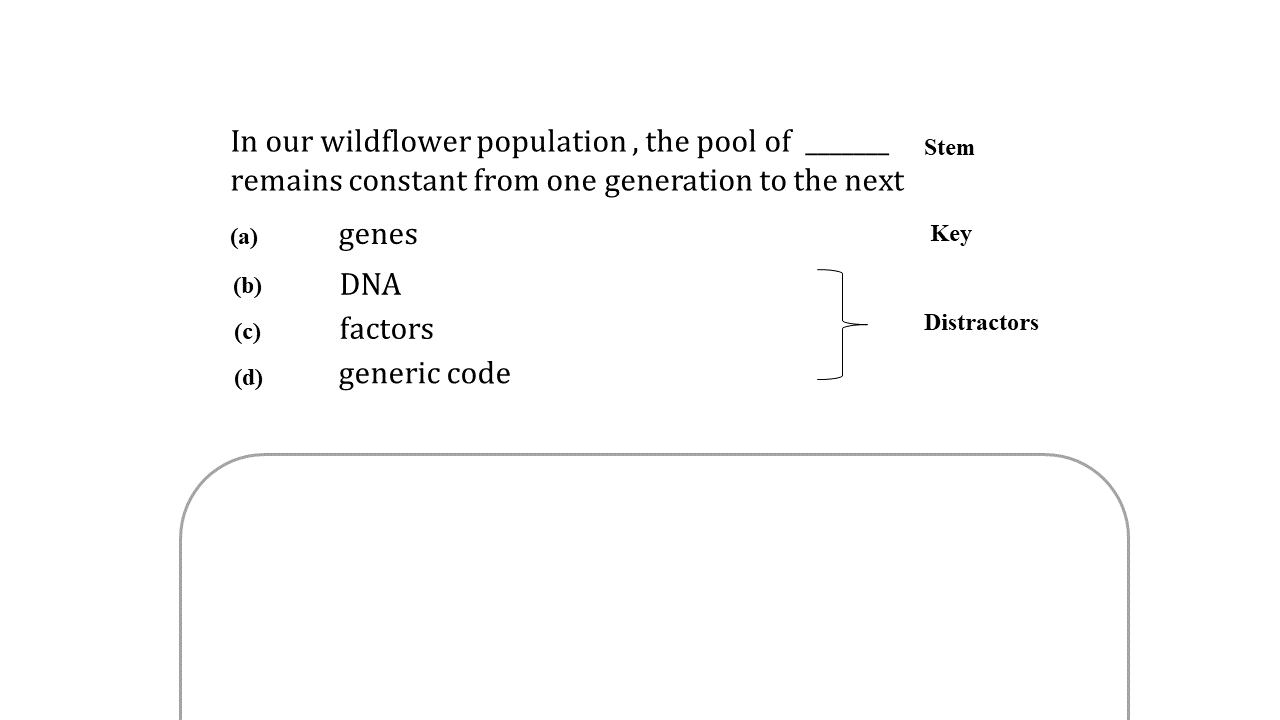 In our wildflower population , the pool of _______ Stem
remains constant from one generation to the next
(a) genes Key
(b) DNA
(c) factors Distractors
(d) generic code